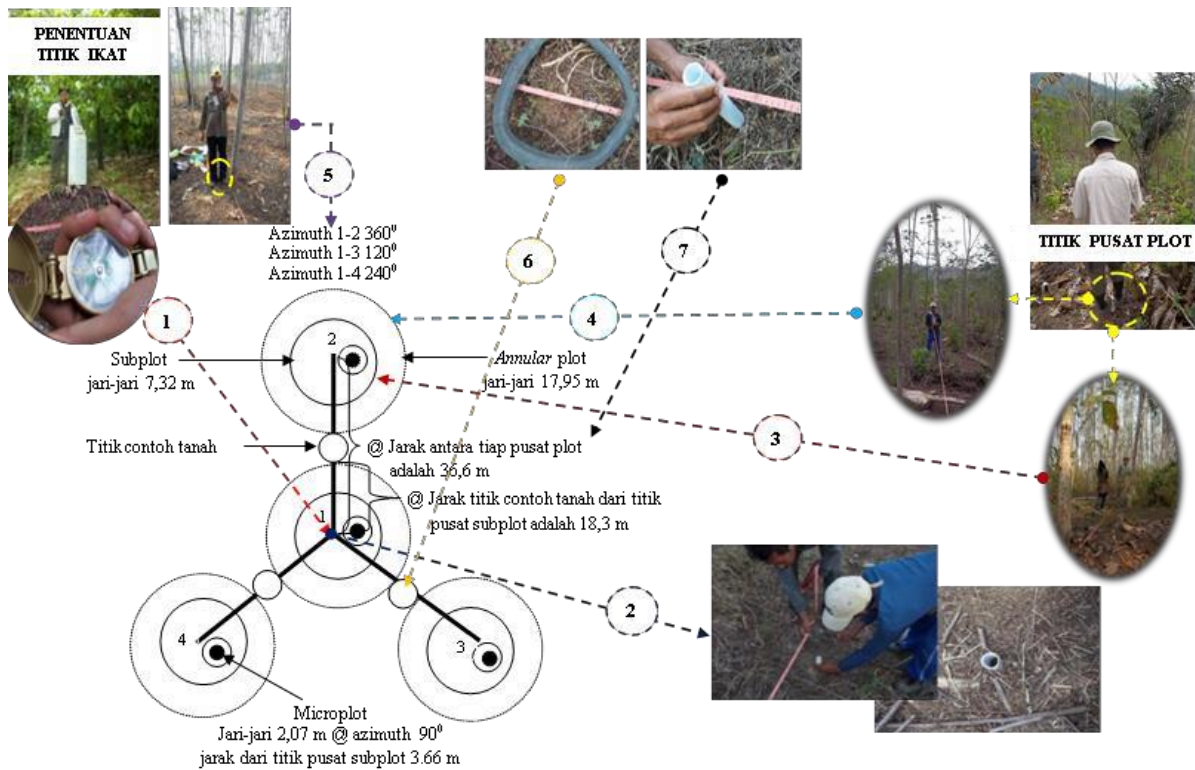 PENENTUAN
TITIK IKAT
5
Azimuth 1-2 360⁰
Azimuth 1-3 120⁰
Azimuth 1-4 240⁰
6
7
TITIK PUSAT PLOT
1
4
2
Subplot
jari-jari 7,32 m
Annular plot
jari-jari 17,95 m
3
Titik contoh tanah
@ Jarak antara tiap pusat plot
adalah 36,6 m
@ Jarak titik contoh tanah dari titik
pusat subplot adalah 18,3 m
1
2
4
3
Microplot
Jari-jari 2,07 m @ azimuth 90⁰
jarak dari titik pusat subplot 3.66 m